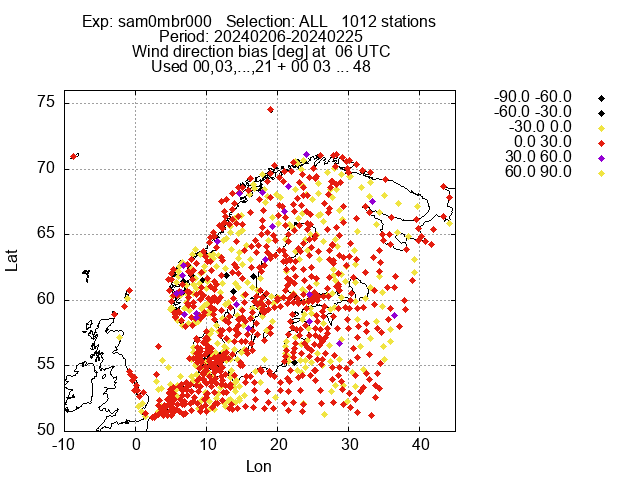 Exp: sam0mbr000   Selection: ALL   1012 stations
Period: 20240206-20240225
Wind direction bias [deg] at  06 UTC
Used 00,03,...,21 + 00 03 ... 48
-90.0 -60.0
-60.0 -30.0
-30.0 0.0
0.0 30.0
30.0 60.0
60.0 90.0
75
70
65
60
55
50
Lat
-10 0 10 20 30 40
Lon